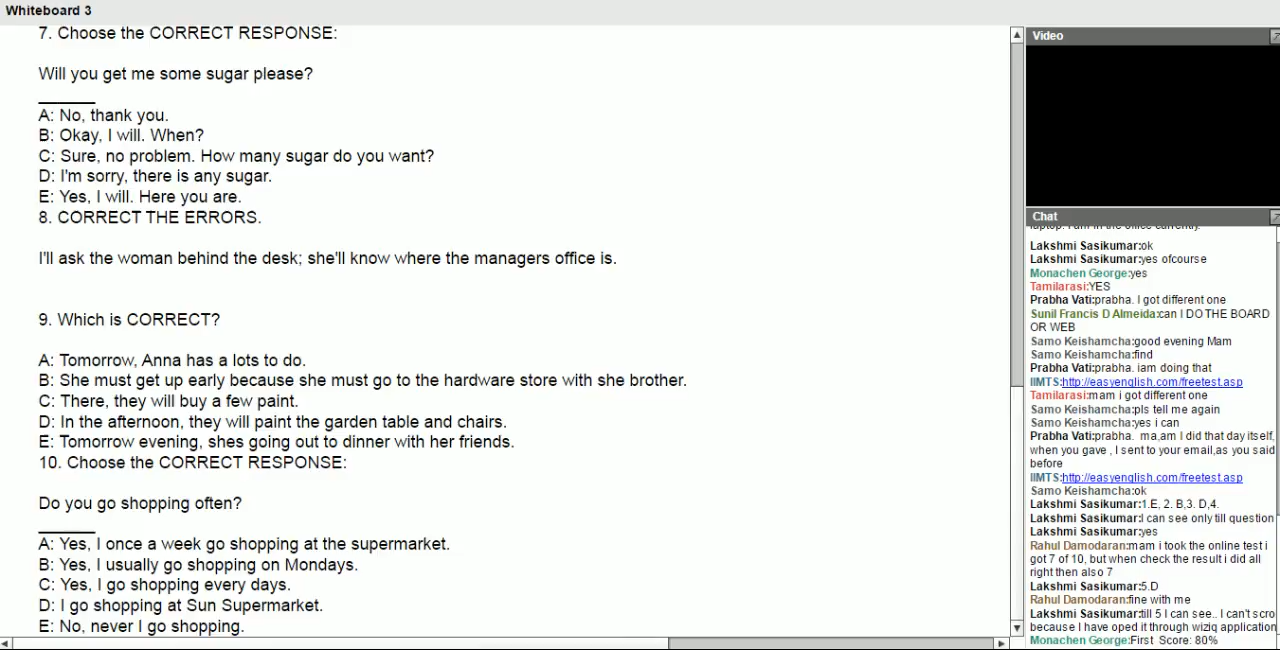 Whiteboard 3
7. Choose the CORRECT RESPONSE:
Will you get me some sugar please?
______
A: No, thank you.
B: Okay, I will. When?
C: Sure, no problem. How many sugar do you want?
D: I'm sorry, there is any sugar.
E: Yes, I will. Here you are.
8. CORRECT THE ERRORS.
I'll ask the woman behind the desk; she'll know where the managers office is.
9. Which is CORRECT?
A: Tomorrow, Anna has a lots to do.
B: She must get up early because she must go to the hardware store with she brother.
C: There, they will buy a few paint.
D: In the afternoon, they will paint the garden table and chairs.
E: Tomorrow evening, shes going out to dinner with her friends.
10. Choose the CORRECT RESPONSE:
Do you go shopping often?
______
A: Yes, I once a week go shopping at the supermarket.
B: Yes, I usually go shopping on Mondays.
C: Yes, I go shopping every days.
D: I go shopping at Sun Supermarket.
E: No, never I go shopping.
Video
Chat
laptop. I am in the office currently.
Lakshmi Sasikumar:ok
Lakshmi Sasikumar:yes ofcourse
Monachen George:yes
Tamilarasi:YES
Prabha Vati:prabha. I got different one
Sunil Francis D Almeida:can I DO THE BOARD
OR WEB
Samo Keishamcha:good evening Mam
Samo Keishamcha:find
Prabha Vati:prabha. iam doing that
IIMTS:http://easyenglish.com/freetest.asp
Tamilarasi:mam i got different one
Samo Keishamcha:pls tell me again
Samo Keishamcha:yes i can
Prabha Vati:prabha. ma,am I did that day itself,
when you gave , I sent to your email,as you said
before
IIMTS:http://easyenglish.com/freetest.asp
Samo Keishamcha:ok
Lakshmi Sasikumar:1.E, 2. B,3. D,4.
Lakshmi Sasikumar:I can see only till question
Lakshmi Sasikumar:yes
Rahul Damodaran:mam i took the online test i
got 7 of 10, but when check the result i did all
right then also 7
Lakshmi Sasikumar:5.D
Rahul Damodaran:fine with me
Lakshmi Sasikumar:till 5 I can see.. I can't scro
because I have oped it through wiziq application
Monachen George:First Score: 80%